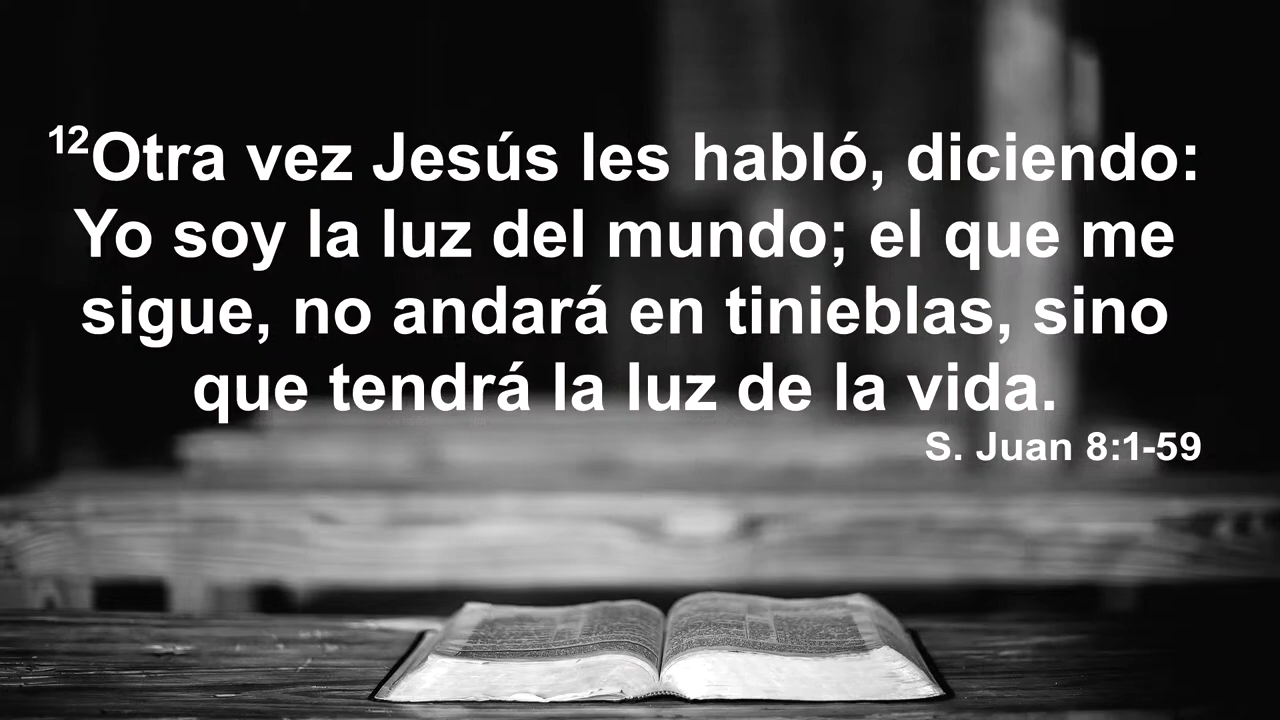 ¹²Otra vez Jesús les habló, diciendo:
Yo soy la luz del mundo; el que me
sigue, no andará en tinieblas, sino
que tendrá la luz de la vida.
S. Juan 8:1-59